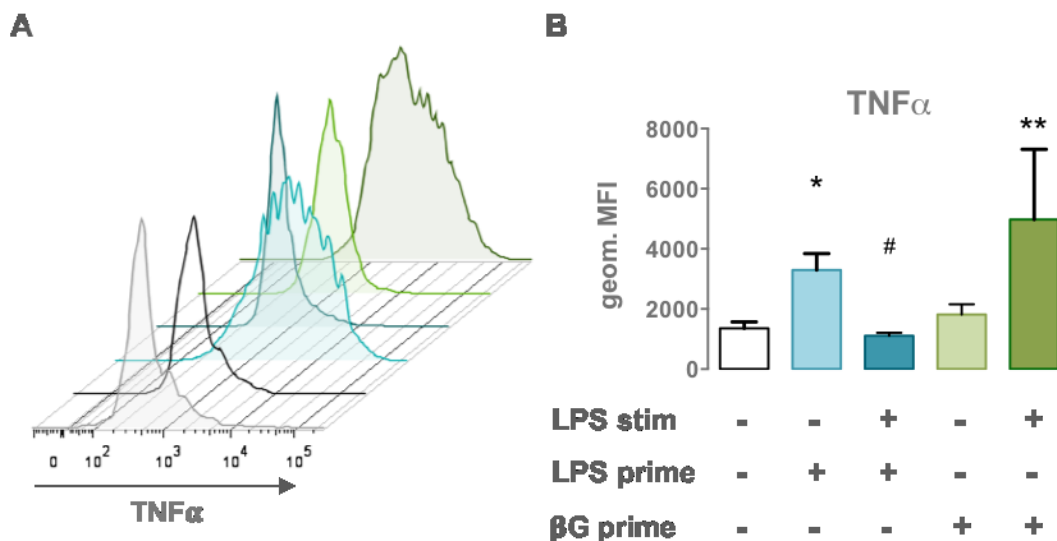 A
0 10² 10³ 10⁴ 10⁵
TNFα
B
TNFα
geom. MFI
8000
6000
4000
2000
0
*
#
**
LPS stim - - + - +
LPS prime - + + - -
βG prime - - - + +